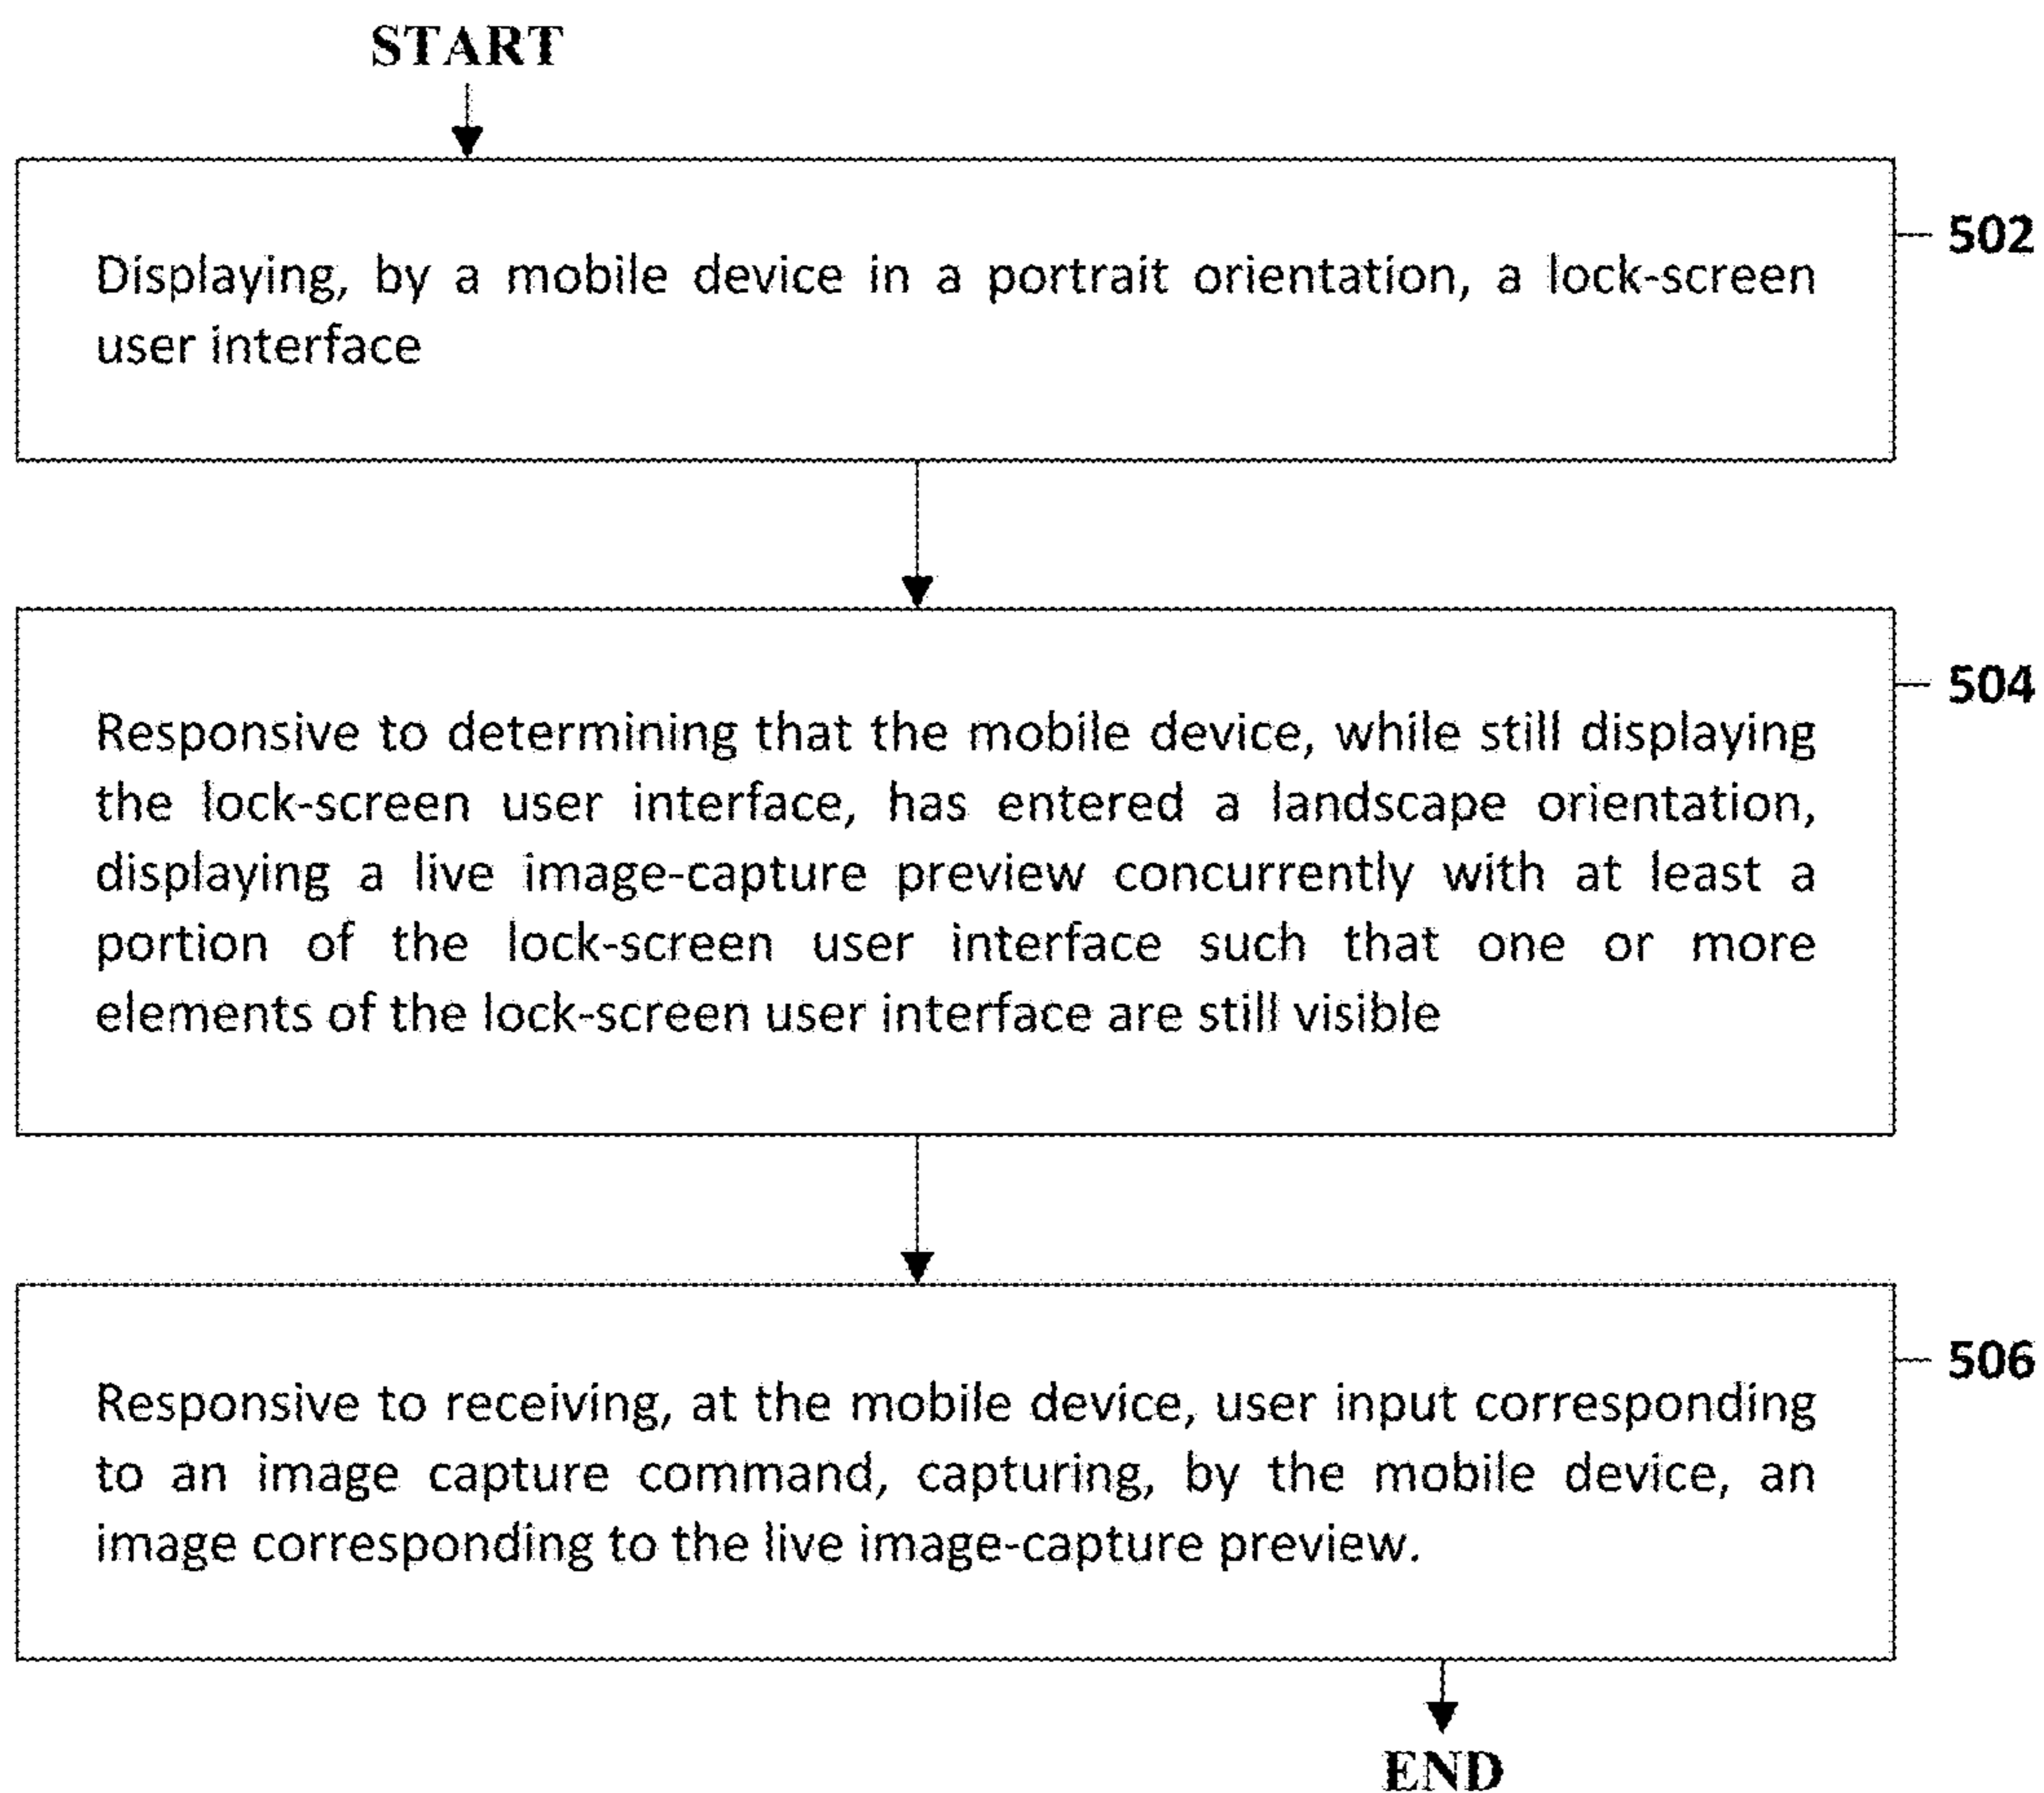 START
502
Displaying, by a mobile device in a portrait orientation, a lock-screen
user interface
504
Responsive to determining that the mobile device, while still displaying
the lock-screen user interface, has entered a landscape orientation,
displaying a live image-capture preview concurrently with at least a
portion of the lock-screen user interface such that one or more
elements of the lock-screen user interface are still visible
506
Responsive to receiving, at the mobile device, user input corresponding
to an image capture command, capturing, by the mobile device, an
image corresponding to the live image-capture preview.
END